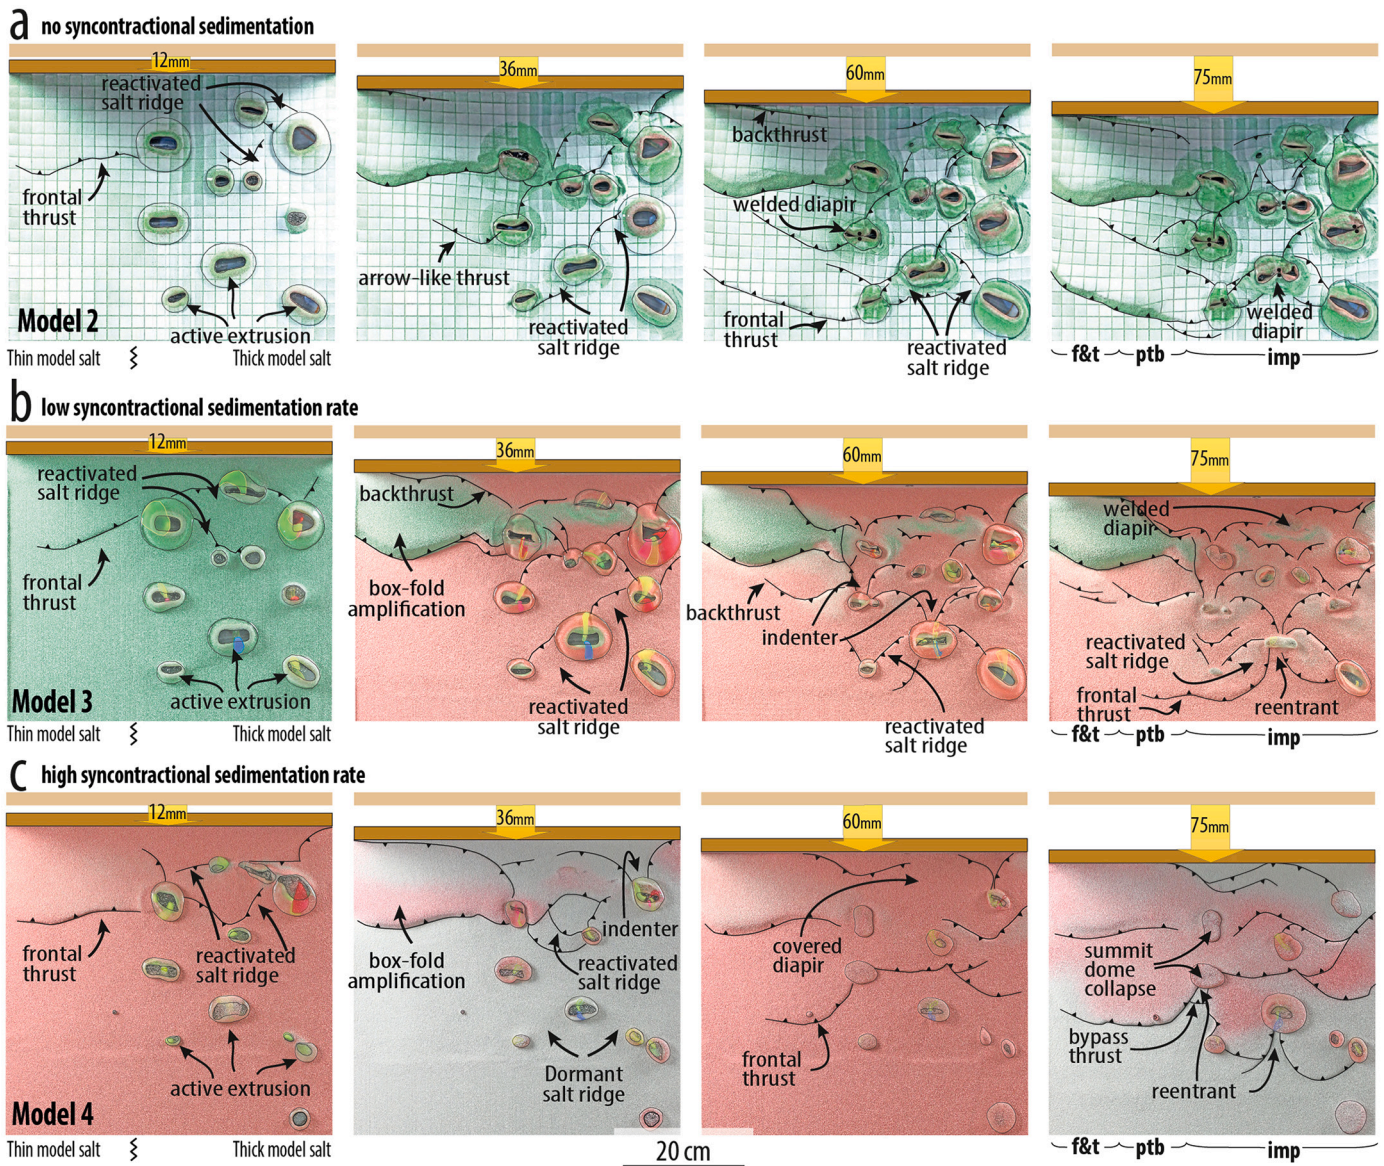 a no syncontractional sedimentation
12mm
36mm
60mm
75mm
reactivated
salt ridge
frontal
thrust
active extrusion
Model 2
Thin model salt
Thick model salt
arrow-like thrust
reactivated
salt ridge
backthrust
welded diapir
frontal
thrust
reactivated
salt ridge
welded
diapir
f&t
ptb
imp
b low syncontractional sedimentation rate
12mm
36mm
60mm
75mm
reactivated
salt ridge
frontal
thrust
active extrusion
Model 3
Thin model salt
Thick model salt
backthrust
box-fold
amplification
reactivated
salt ridge
backthrust
indenter
reactivated
salt ridge
welded
diapir
reactivated
salt ridge
frontal
thrust
reentrant
f&t
ptb
imp
c high syncontractional sedimentation rate
12mm
36mm
60mm
75mm
frontal
thrust
reactivated
salt ridge
active extrusion
Model 4
Thin model salt
Thick model salt
indenter
box-fold
amplification
reactivated
salt ridge
Dormant
salt ridge
covered
diapir
frontal
thrust
summit
dome
collapse
bypass
thrust
reentrant
f&t
ptb
imp
20 cm